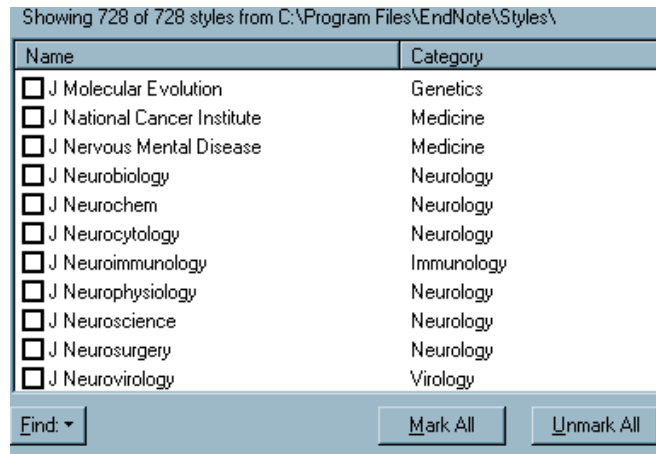 Showing 728 of 728 styles from C:\Program Files\EndNote\Styles\
Name Category
J Molecular Evolution Genetics
J National Cancer Institute Medicine
J Nervous Mental Disease Medicine
J Neurobiology Neurology
J Neurochem Neurology
J Neurocytology Neurology
J Neuroimmunology Immunology
J Neurophysiology Neurology
J Neuroscience Neurology
J Neurosurgery Neurology
J Neurovirology Virology
Find: Mark All Unmark All